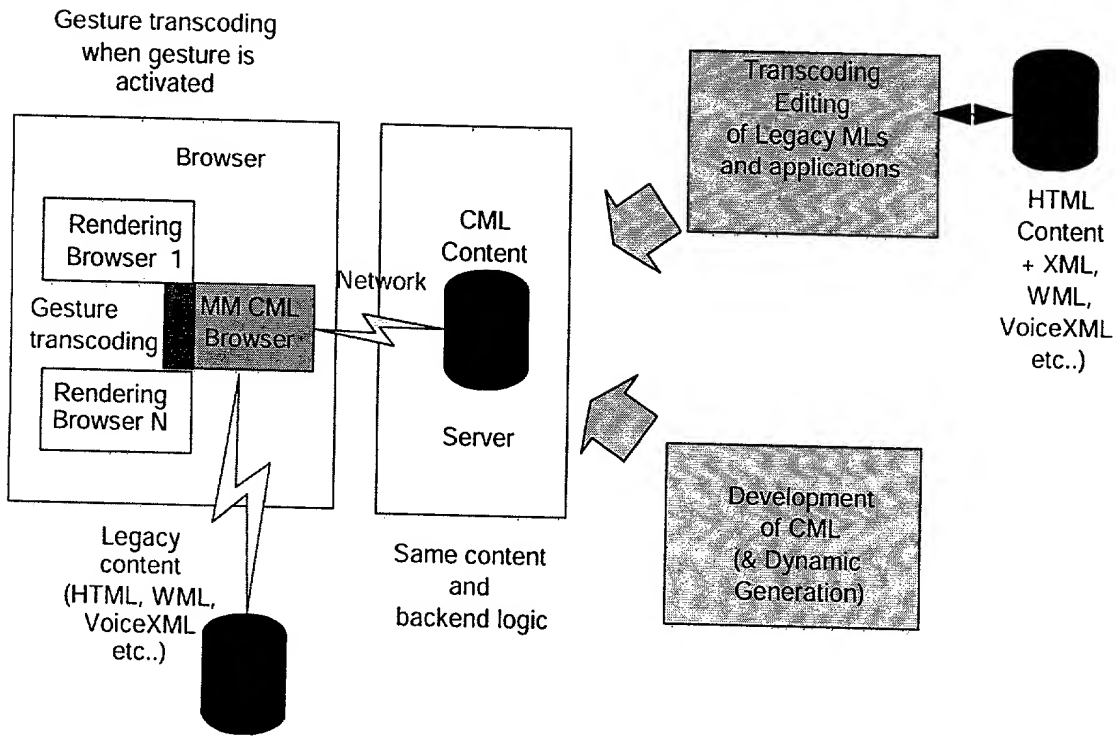 Gesture transcoding
when gesture is
activated
Browser
Rendering
Browser 1
Gesture
transcoding
MM CML
Browser
Rendering
Browser N
Network
CML
Content
Server
Transcoding
Editing
of Legacy MLs
and applications
HTML
Content
+ XML,
WML,
VoiceXML
etc..)
Development
of CML
(& Dynamic
Generation)
Legacy
content
(HTML, WML,
VoiceXML
etc..)
Same content
and
backend logic